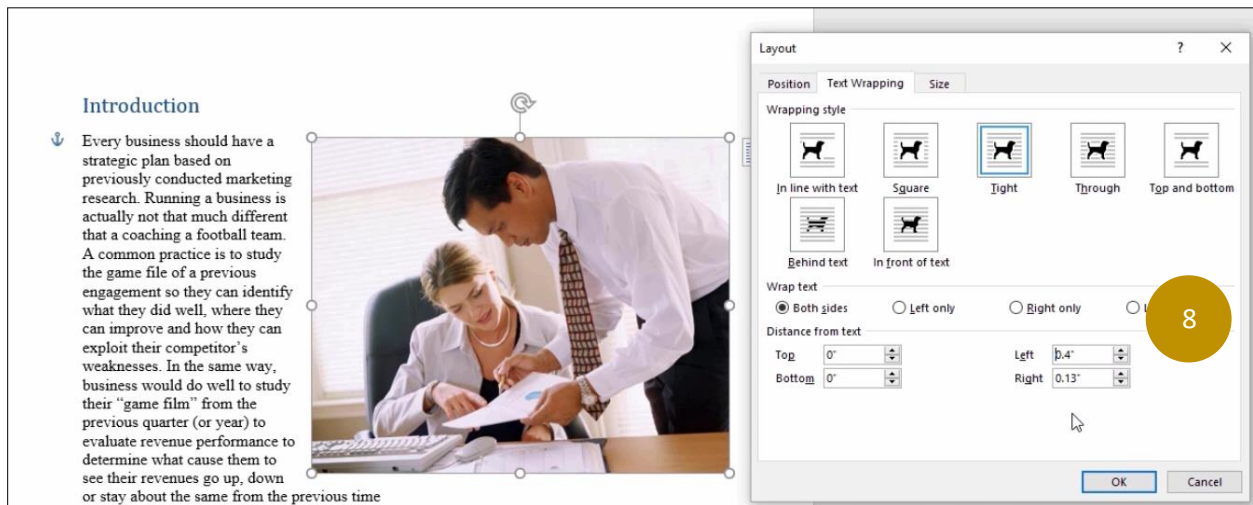 Introduction
Every business should have a
strategic plan based on
previously conducted marketing
research. Running a business is
actually not that much different
that a coaching a football team.
A common practice is to study
the game file of a previous
engagement so they can identify
what they did well, where they
can improve and how they can
exploit their competitor’s
weaknesses. In the same way,
business would do well to study
their “game film” from the
previous quarter (or year) to
evaluate revenue performance to
determine what cause them to
see their revenues go up, down
or stay about the same from the previous time
Layout ? X
Position Text Wrapping Size
Wrapping style
In line with text Square Tight Through Top and bottom
Behind text In front of text
Wrap text
Both sides Left only Right only
8
Distance from text
Top 0" Left 0.4"
Bottom 0" Right 0.13"
OK Cancel